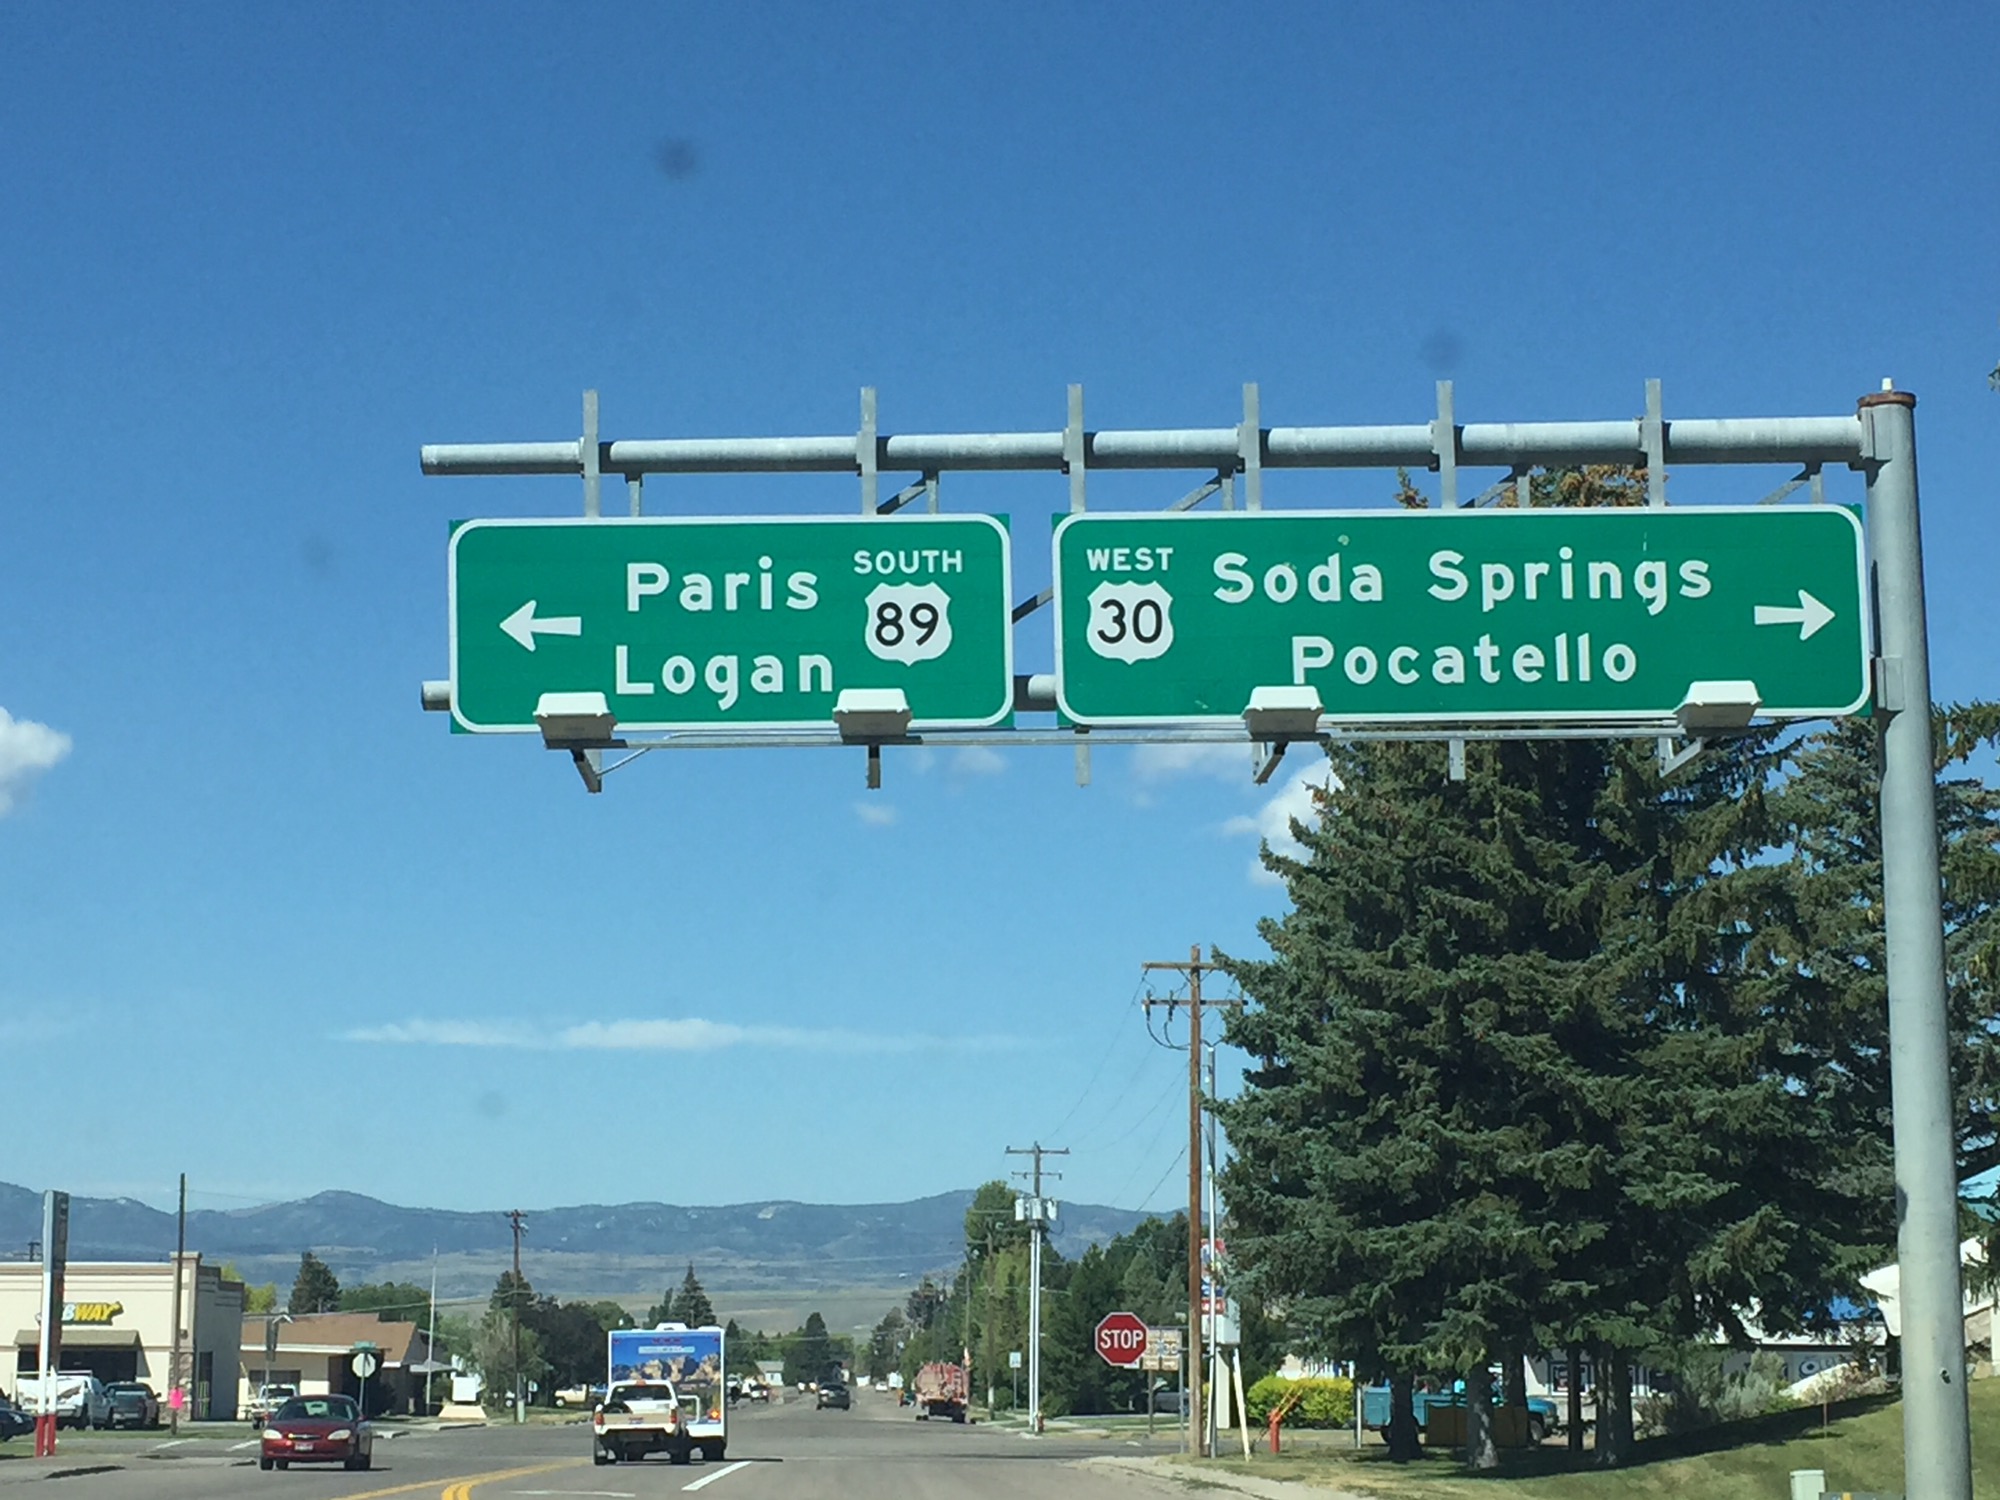 Paris
Logan
SOUTH
89
WEST
30
Soda Springs
Pocatello
STOP